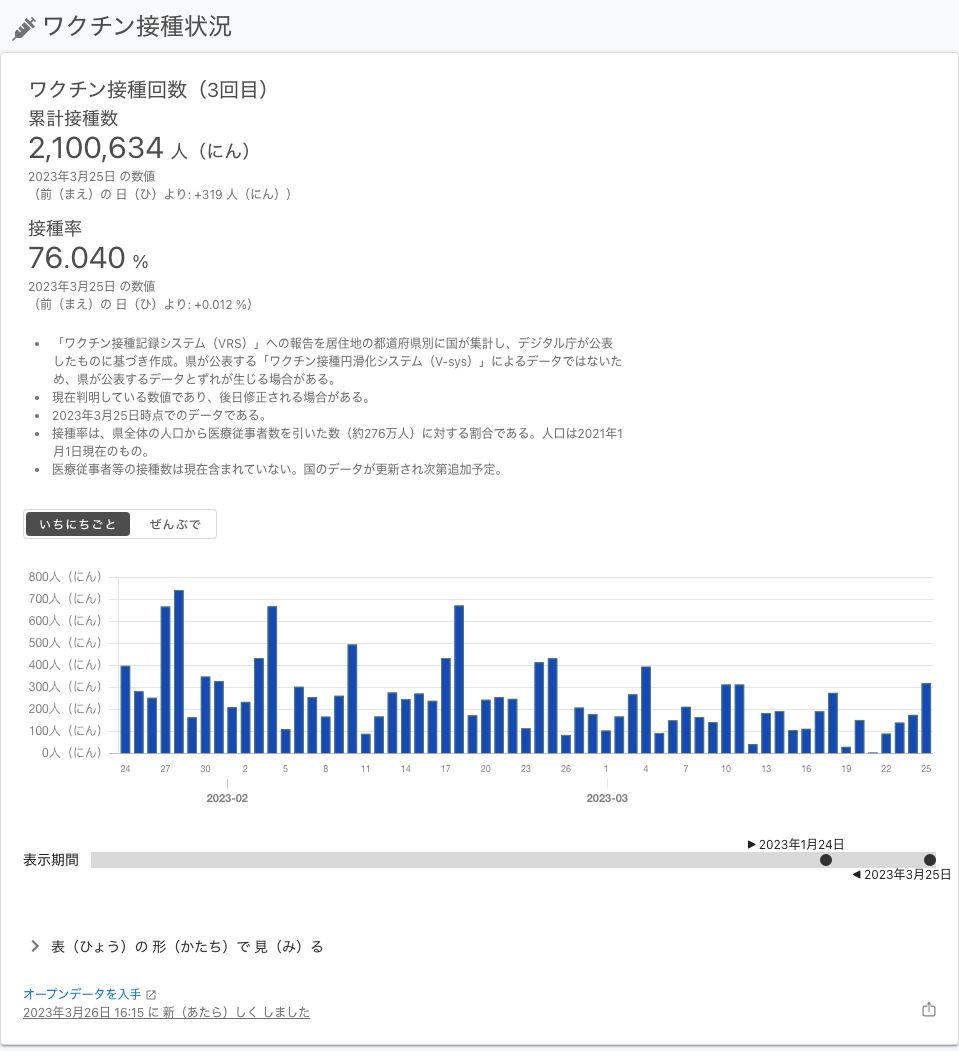 ワクチン接種状況
ワクチン接種回数（3回目）
累計接種数
2,100,634 人（にん）
2023年3月25日 の数値
（前（まえ）の 日（ひ）より: +319 人（にん））
接種率
76.040 %
2023年3月25日 の数値
（前（まえ）の 日（ひ）より: +0.012 %）
• 「ワクチン接種記録システム（VRS）」への報告を居住地の都道府県別に国が集計し、デジタル庁が公表
したものに基づき作成。県が公表する「ワクチン接種円滑化システム（V-sys）」によるデータではないた
め、県が公表するデータとずれが生じる場合がある。
• 現在判明している数値であり、後日修正される場合がある。
• 2023年3月25日時点でのデータである。
• 接種率は、県全体の人口から医療従事者数を引いた数（約276万人）に対する割合である。人口は2021年1
月1日現在のもの。
• 医療従事者等の接種数は現在含まれていない。国のデータが更新され次第追加予定。
いちにちごと ぜんぶで
800人（にん）
700人（にん）
600人（にん）
500人（にん）
400人（にん）
300人（にん）
200人（にん）
100人（にん）
0人（にん）
24 27 30 2 5 8 11 14 17 20 23 26 1 4 7 10 13 16 19 22 25
2023-02 2023-03
2023年1月24日
表示期間
2023年3月25日
表（ひょう）の 形（かたち）で 見（み）る
オープンデータを入手
2023年3月26日 16:15 に 新（あたら）しく しました